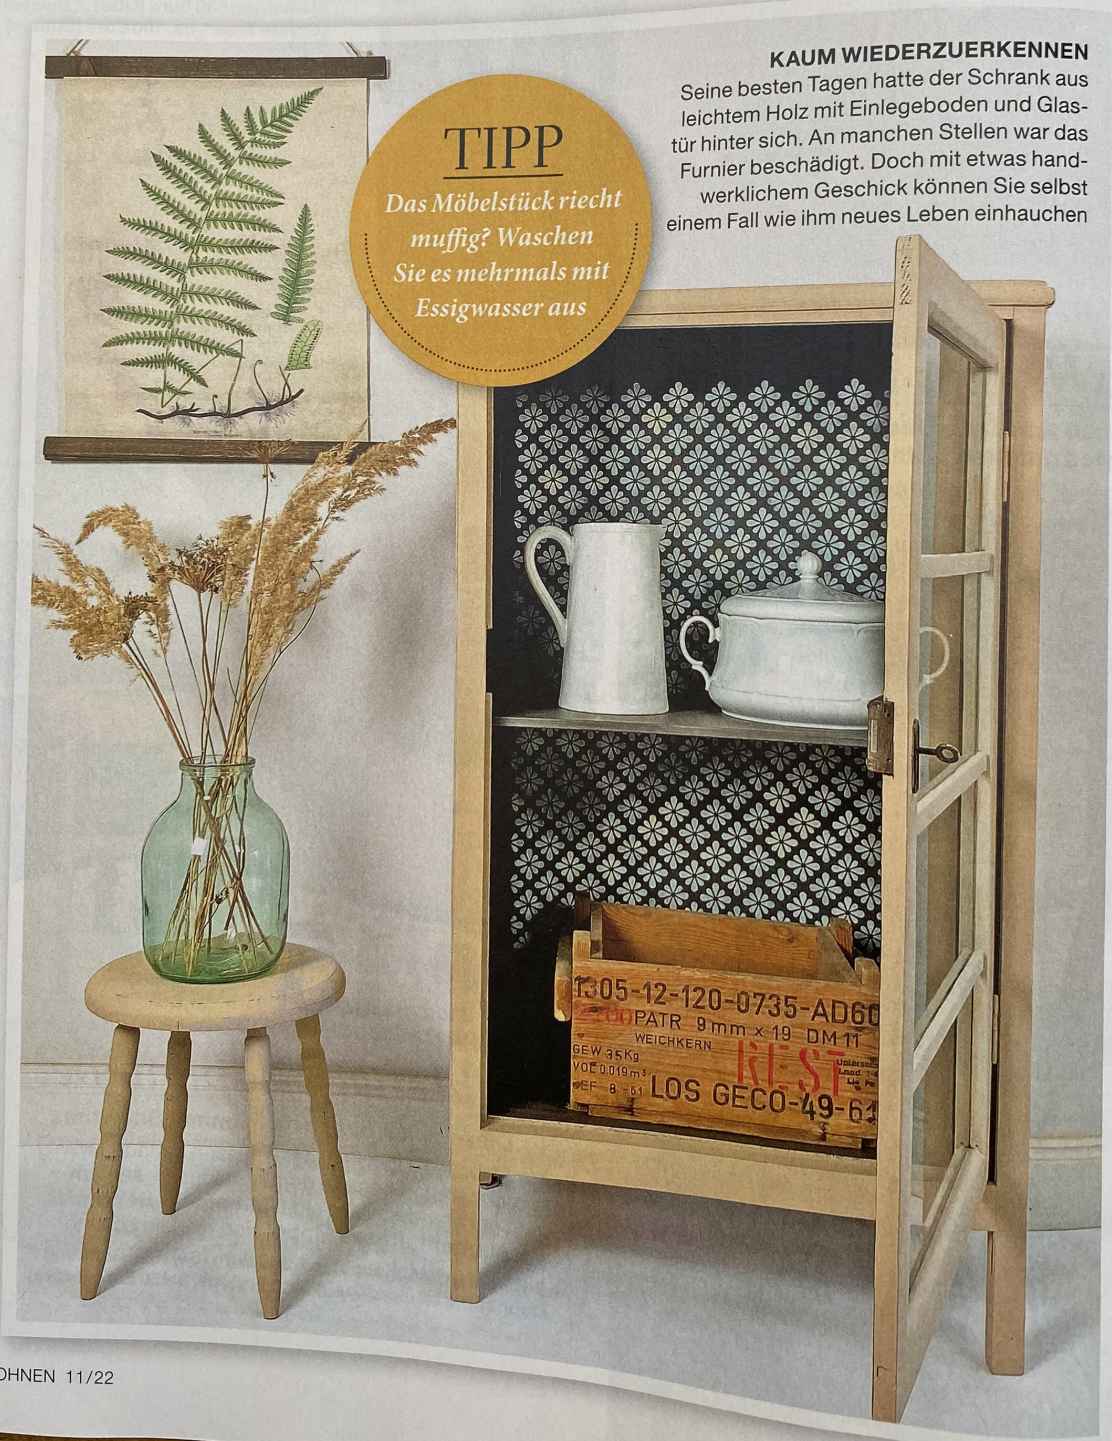 KAUM WIEDERZUERKENNEN
Seine besten Tagen hatte der Schrank aus
leichtem Holz mit Einlegeboden und Glas-
tür hinter sich. An manchen Stellen war das
Furnier beschädigt. Doch mit etwas hand-
werklichem Geschick können Sie selbst
einem Fall wie ihm neues Leben einhauchen
TIPP
Das Möbelstück riecht
muffig? Waschen
Sie es mehrmals mit
Essigwasser aus
1305-12-120-0735-AD60
PATR 9mm x 19 DM11
WEICHKERN
REST
GEW 35Kg
VOL 0.019m³
LOS GECO-49-61
OHNEN 11/22